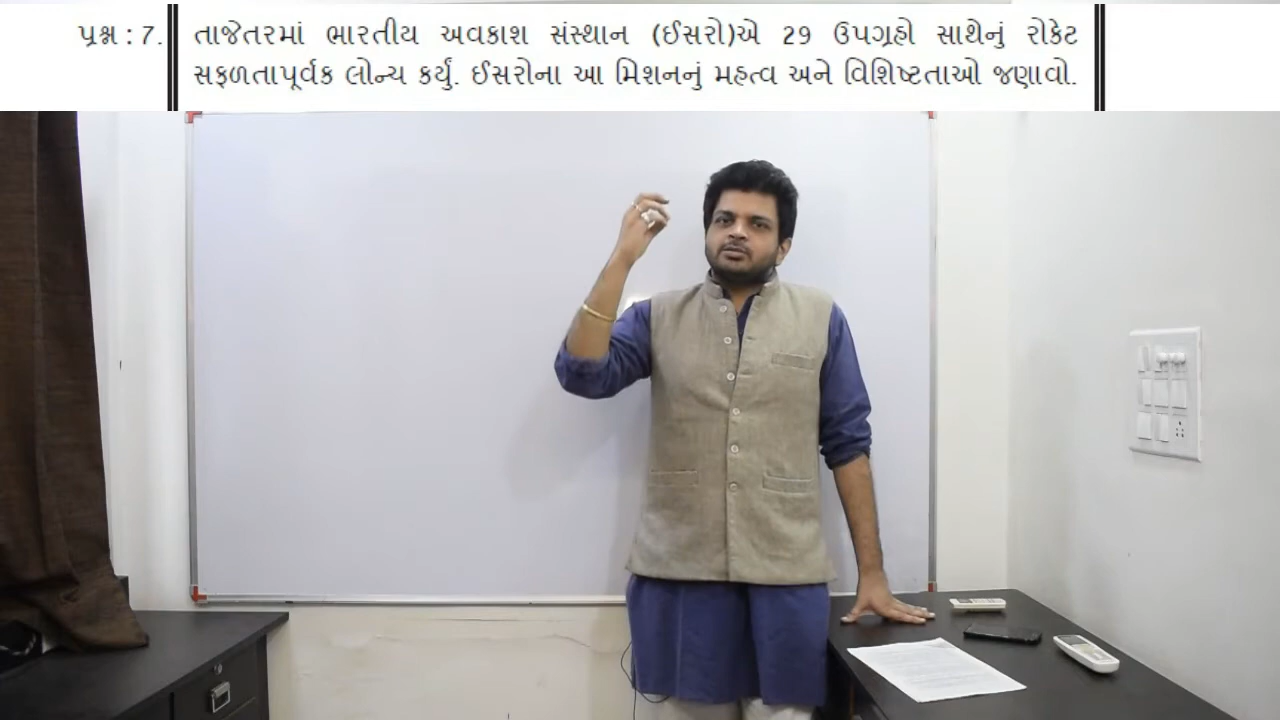 પ્રશ્ન : 7. તાજેતરમાં ભારતીય અવકાશ સંસ્થાન (ઈસરો)એ 29 ઉપગ્રહો સાથેનું રોકેટ
સફળતાપૂર્વક લોન્ચ કર્યું. ઈસરોના આ મિશનનું મહત્વ અને વિશિષ્ટતાઓ જણાવો.